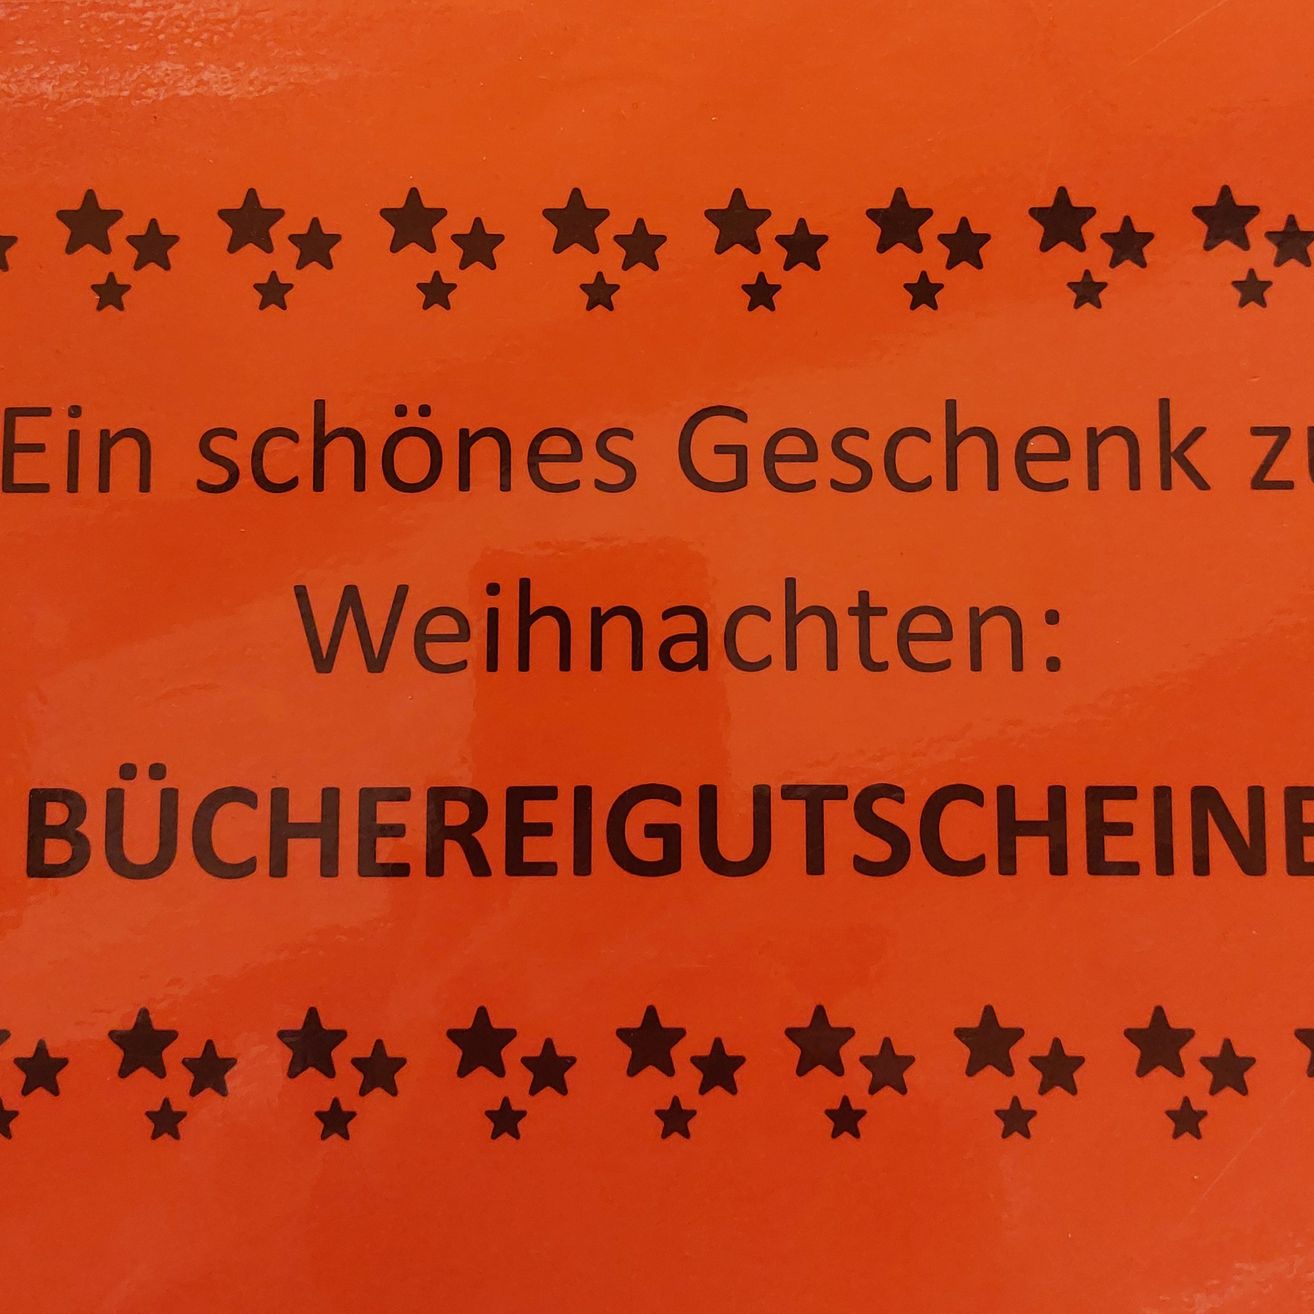 Ein schönes Geschenk zu
Weihnachten:
BÜCHEREIGUTSCHEINE